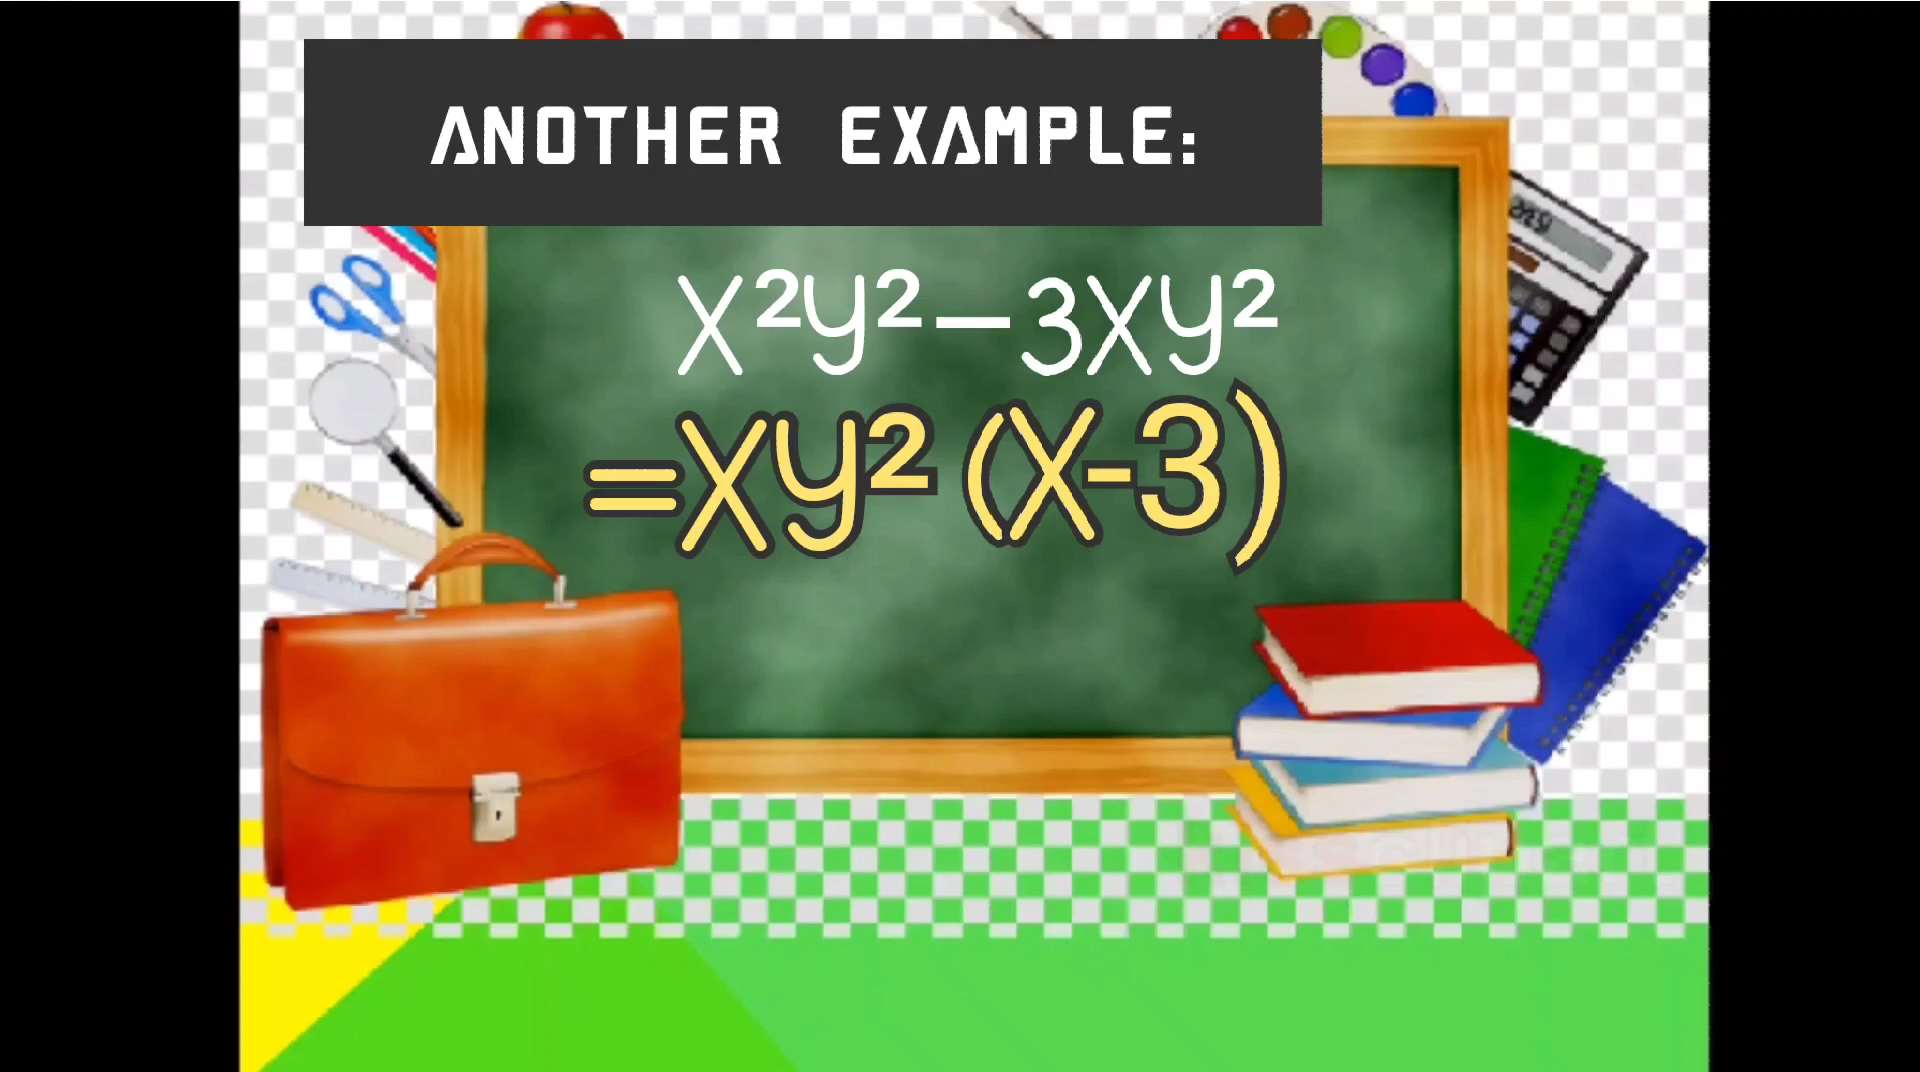 ANOTHER EXAMPLE:
X²y²–3Xy²
=Xy² (X-3)